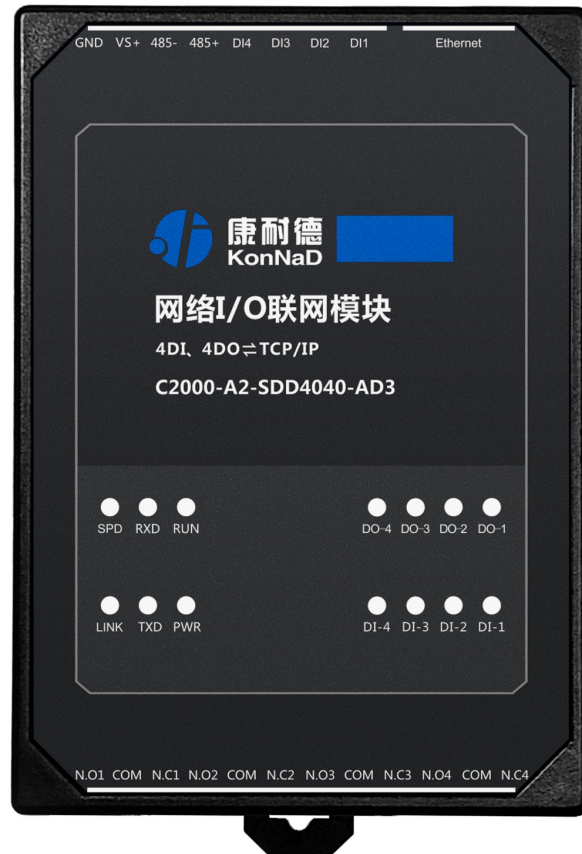 GND VS+ 485- 485+ DI4 DI3 DI2 DI1 Ethernet
康耐德
KonNaD
网络I/O联网模块
4DI、4DO⇌TCP/IP
C2000-A2-SDD4040-AD3
SPD RXD RUN DO-4 DO-3 DO-2 DO-1
LINK TXD PWR DI-4 DI-3 DI-2 DI-1
N.O1 COM N.C1 N.O2 COM N.C2 N.O3 COM N.C3 N.O4 COM N.C4